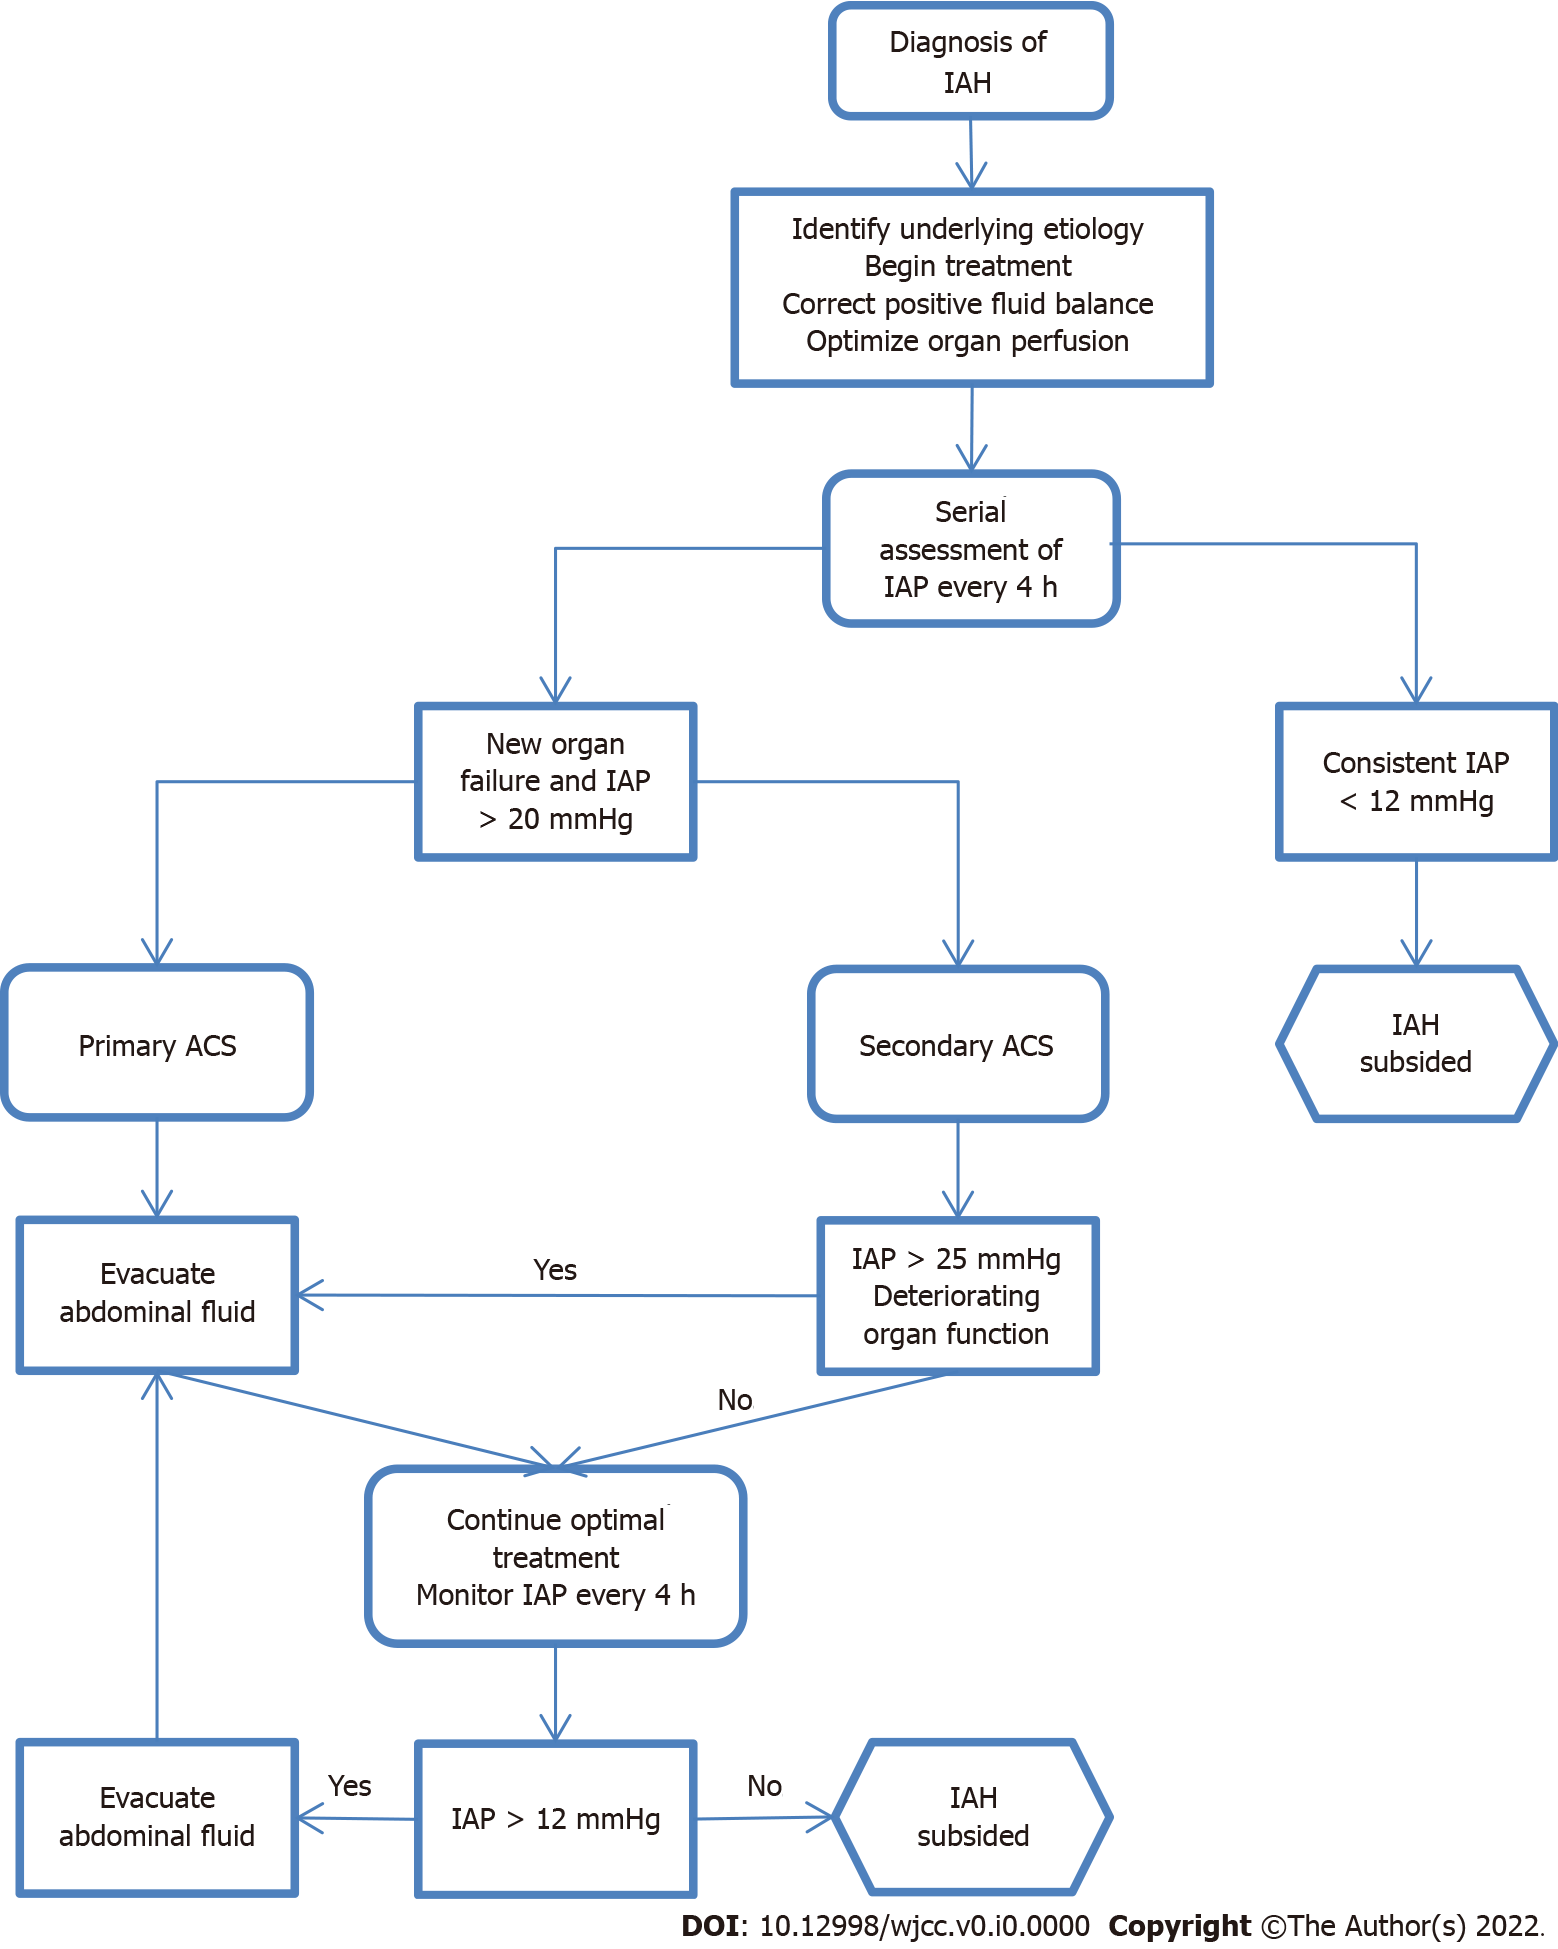 Diagnosis of
IAH
Identify underlying etiology
Begin treatment
Correct positive fluid balance
Optimize organ perfusion
Serial
assessment of
IAP every 4 h
New organ
failure and IAP
> 20 mmHg
Consistent IAP
< 12 mmHg
Primary ACS
Secondary ACS
IAH
subsided
Evacuate
abdominal fluid
Yes
IAP > 25 mmHg
Deteriorating
organ function
No
Continue optimal
treatment
Monitor IAP every 4 h
Evacuate
abdominal fluid
Yes
IAP > 12 mmHg
No
IAH
subsided
DOI: 10.12998/wjcc.v0.i0.0000 Copyright ©The Author(s) 2022.